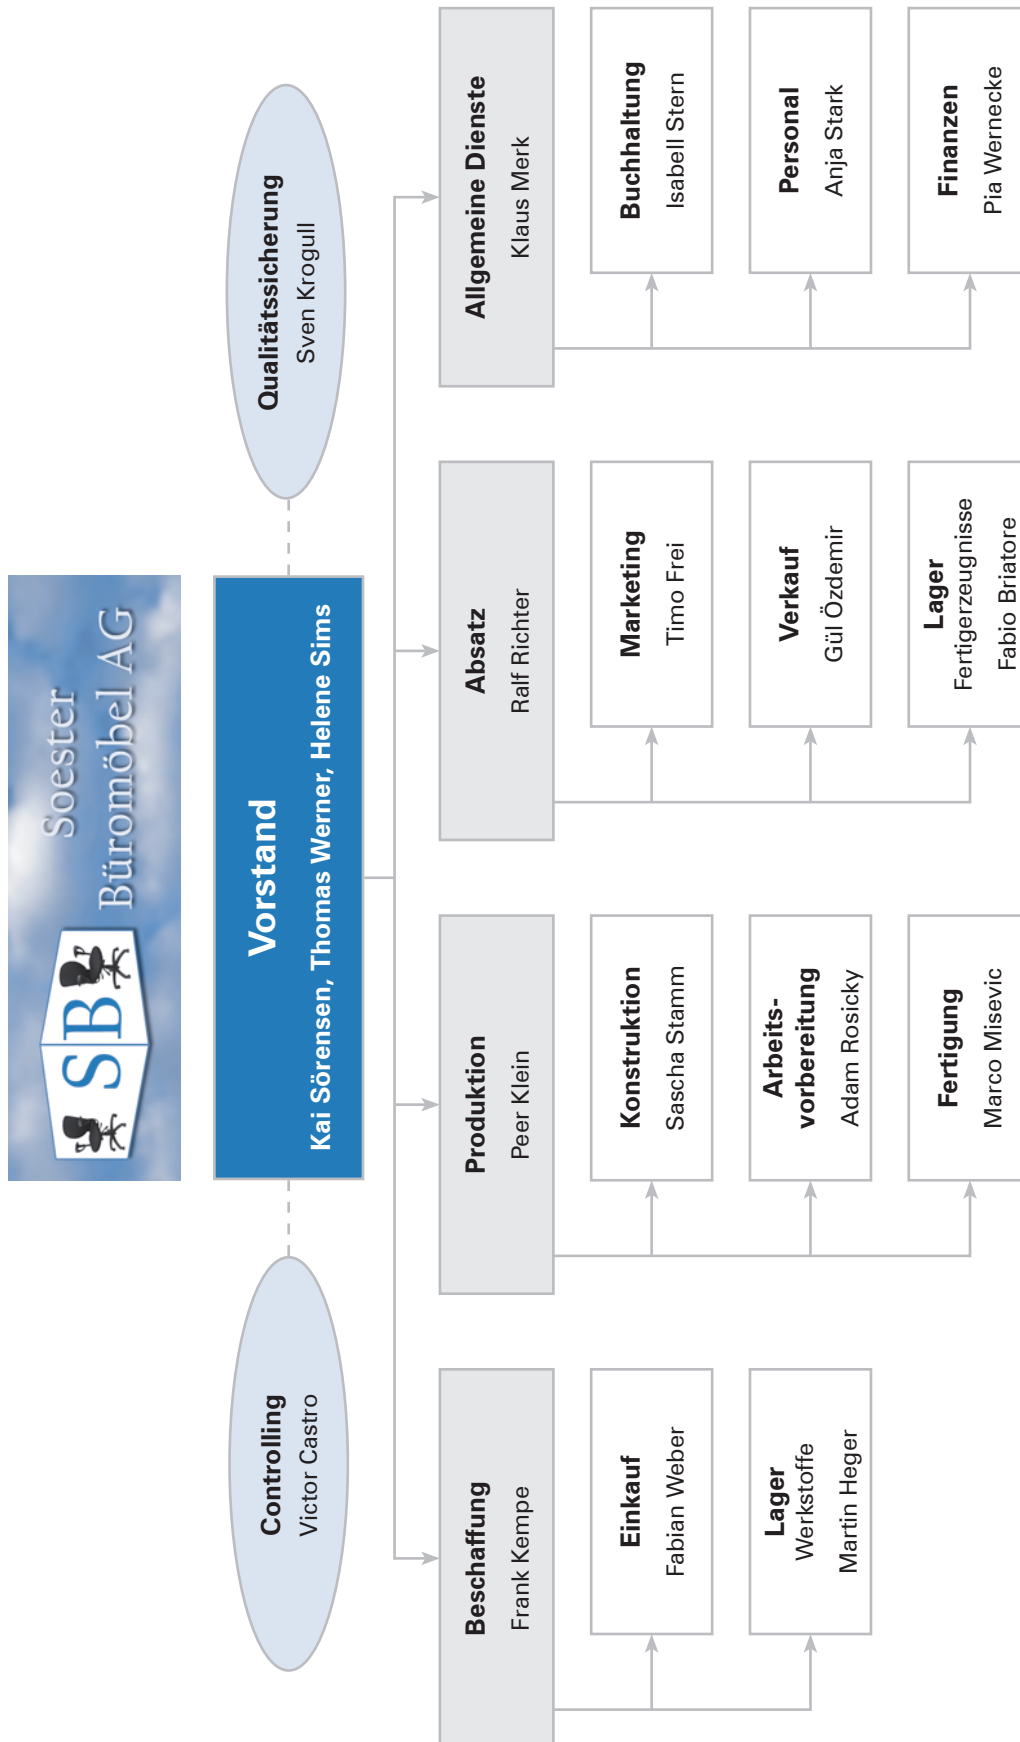 SB
Soester
Büromöbel AG
Controlling
Victor Castro
Vorstand
Kai Sörensen, Thomas Werner, Helene Sims
Qualitätssicherung
Sven Krogull
Beschaffung
Frank Kempe
Einkauf
Fabian Weber
Lager
Werkstoffe
Martin Heger
Produktion
Peer Klein
Konstruktion
Sascha Stamm
Arbeits-
vorbereitung
Adam Rosicky
Fertigung
Marco Misevic
Absatz
Ralf Richter
Marketing
Timo Frei
Verkauf
Gül Özdemir
Lager
Fertigerzeugnisse
Fabio Briatore
Allgemeine Dienste
Klaus Merk
Buchhaltung
Isabell Stern
Personal
Anja Stark
Finanzen
Pia Wernecke